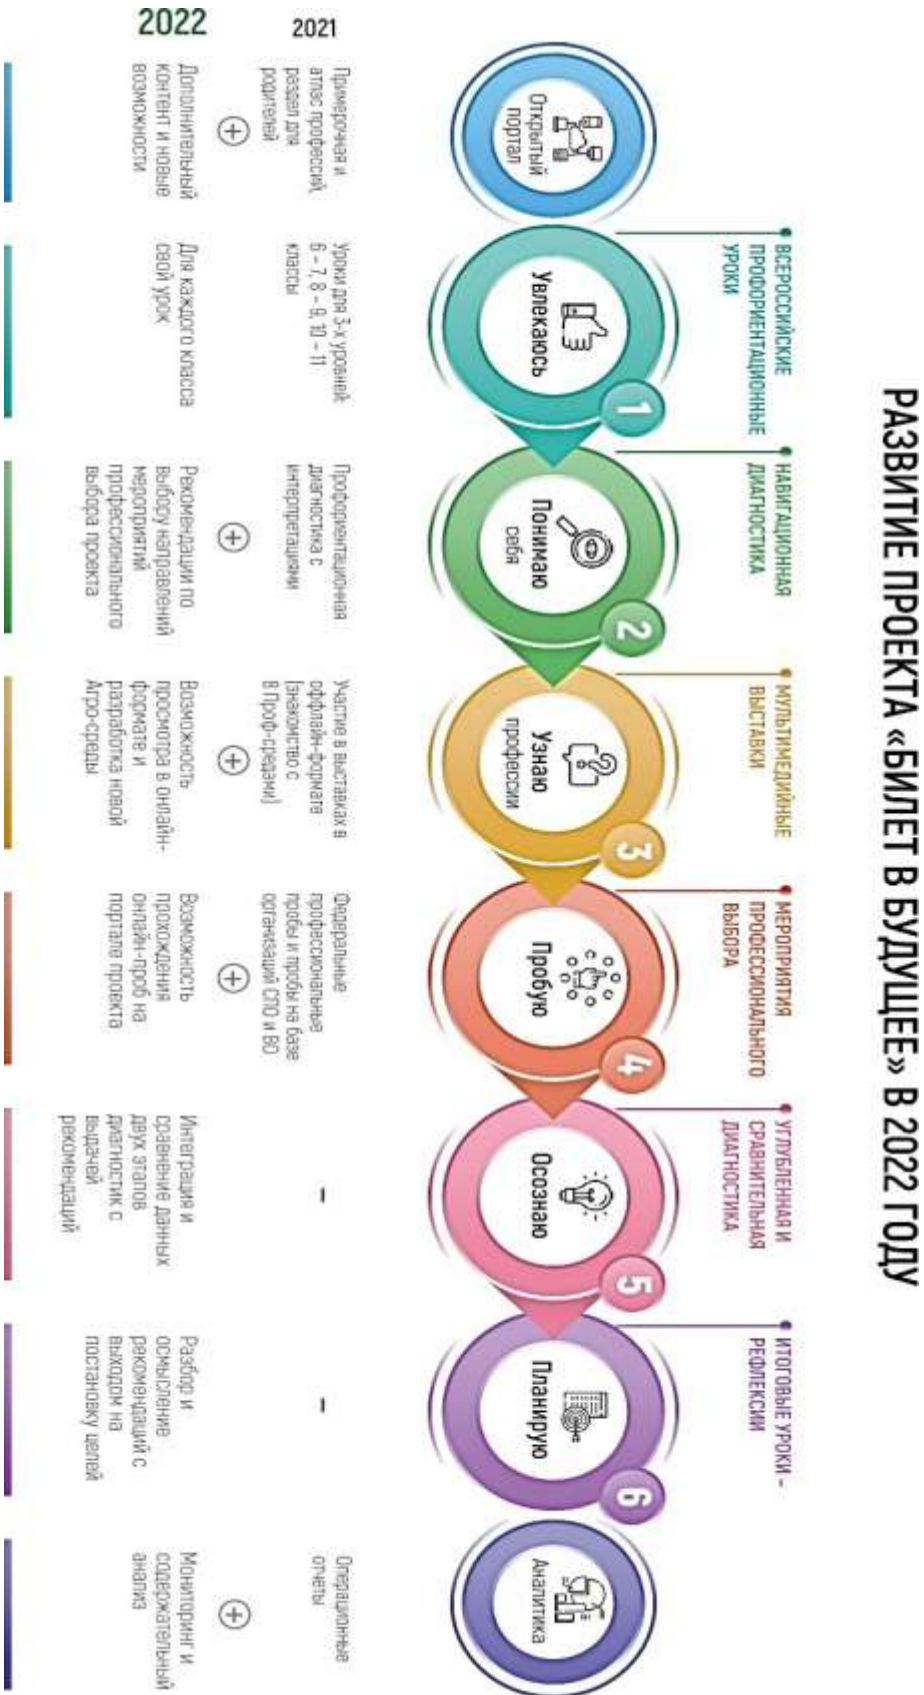 РАЗВИТИЕ ПРОЕКТА «БИЛЕТ В БУДУЩЕЕ» В 2022 ГОДУ
ВСЕРОССИЙСКИЕ
ПРОФОРИЕНТАЦИОННЫЕ
УРОКИ
НАВИГАЦИОННАЯ
ДИАГНОСТИКА
МУЛЬТИМЕДИЙНЫЕ
ВЫСТАВКИ
МЕРОПРИЯТИЯ
ПРОФЕССИОНАЛЬНОГО
ВЫБОРА
УГЛУБЛЕННАЯ И
СРАВНИТЕЛЬНАЯ
ДИАГНОСТИКА
ИТОГОВЫЕ УРОКИ –
РЕФЛЕКСИИ
Открытый
портал
Увлекаюсь
1
Понимаю
себя
2
Узнаю
профессии
3
Пробую
4
Осознаю
5
Планирую
6
Аналитика
2021
Примерочная и
атлас профессий,
раздел для
родителей
Уроки для 3-х уровней:
6 – 7, 8 – 9, 10 – 11
классы
Профориентационная
диагностика с
интерпретациями
Участие в выставках в
оффлайн-формате
(знакомство с
8 Проф-средами)
Федеральные
профессиональные
пробы и пробы на базе
организаций СПО и ВО
–
–
Операционные
отчеты
+
+
+
+
+
2022
Дополнительный
контент и новые
возможности
Для каждого класса
свой урок
Рекомендации по
выбору направлений
мероприятий
профессионального
выбора проекта
Возможность
просмотра в онлайн-
формате и
разработка новой
Агро-среды
Возможность
прохождения
онлайн-проб на
портале проекта
Интеграция и
сравнение данных
двух этапов
диагностик с
выдачей
рекомендаций
Разбор и
осмысление
рекомендаций с
выходом на
постановку целей
Мониторинг и
содержательный
анализ